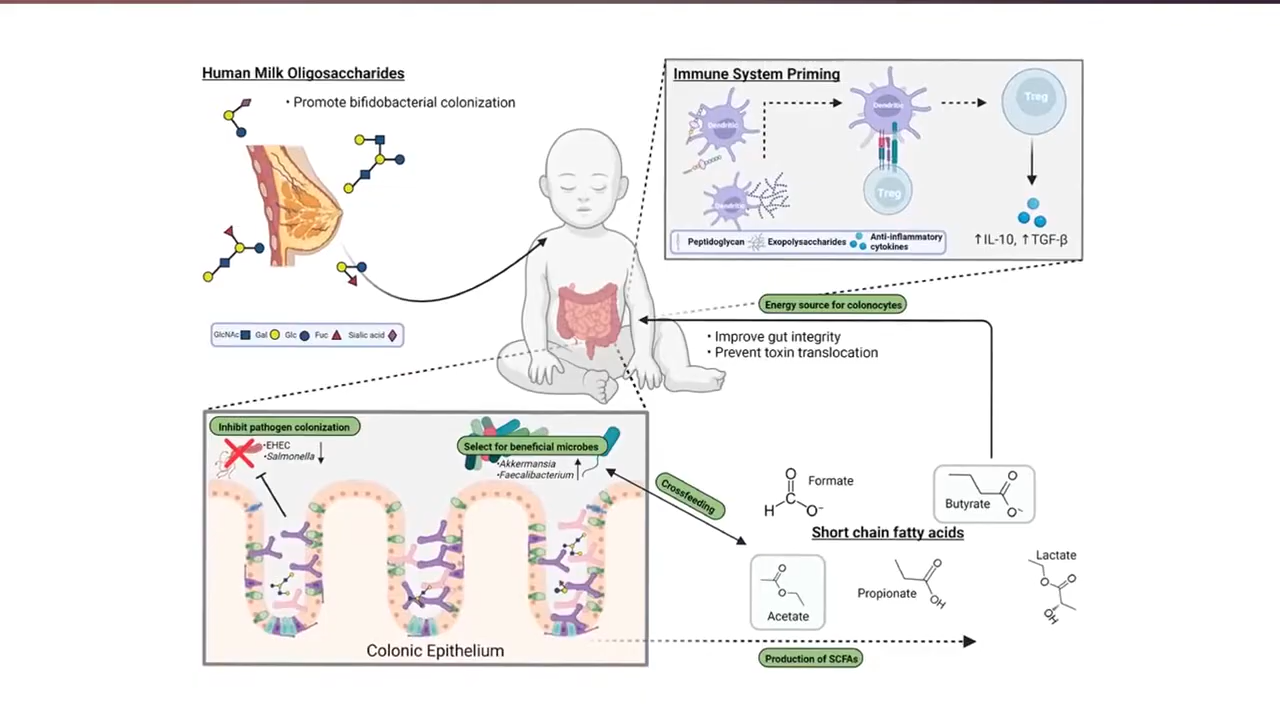 Human Milk Oligosaccharides
• Promote bifidobacterial colonization
GlcNAc Gal Glc Fuc Sialic acid
Immune System Priming
Dendritic
Dendritic
Treg
Dendritic
Treg
Peptidoglycan Exopolysaccharides Anti-inflammatory
cytokines
↑IL-10, ↑TGF-β
Energy source for colonocytes
• Improve gut integrity
• Prevent toxin translocation
Inhibit pathogen colonization
•EHEC
•Salmonella
Select for beneficial microbes
•Akkermansia
•Faecalibacterium
Colonic Epithelium
Crossfeeding
O
Formate
H C O⁻
Butyrate
O
O⁻
Short chain fatty acids
O
O
Acetate
Propionate
O
OH
Lactate
O
O
OH
Production of SCFAs